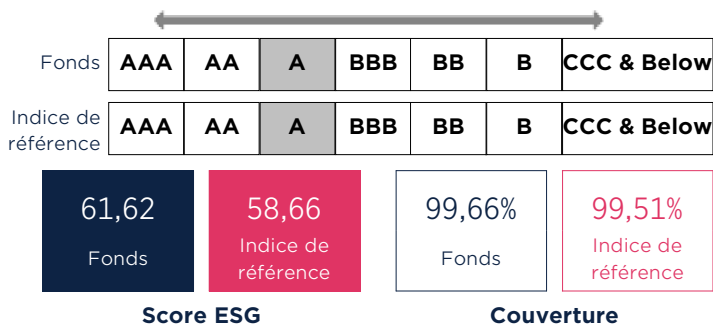 Fonds AAA AA A BBB BB B CCC & Below
Indice de
référence
AAA AA A BBB BB B CCC & Below
61,62
Fonds
58,66
Indice de
référence
99,66%
Fonds
99,51%
Indice de
référence
Score ESG
Couverture